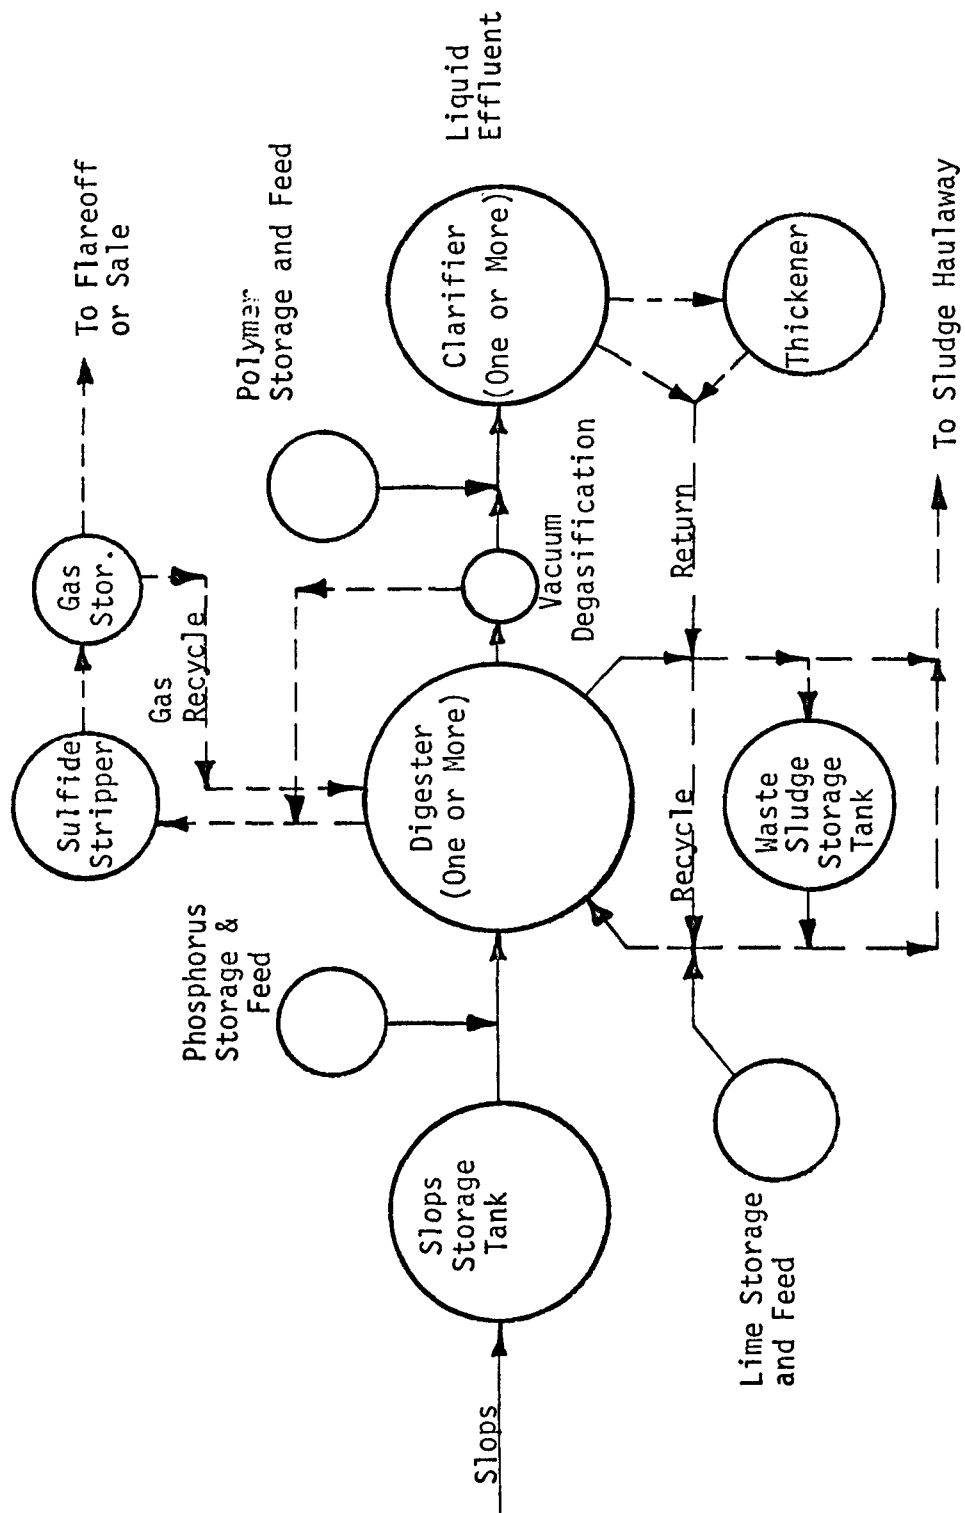 Slops
Slops
Storage
Tank
Phosphorus
Storage &
Feed
Lime Storage
and Feed
Sulfide
Stripper
Gas
Stor.
To Flareoff
or Sale
Gas
Recycle
Digester
(One or More)
Vacuum
Degasification
Polymer
Storage and Feed
Clarifier
(One or More)
Liquid
Effluent
Thickener
Return
Recycle
Waste
Sludge
Storage
Tank
To Sludge Haulaway